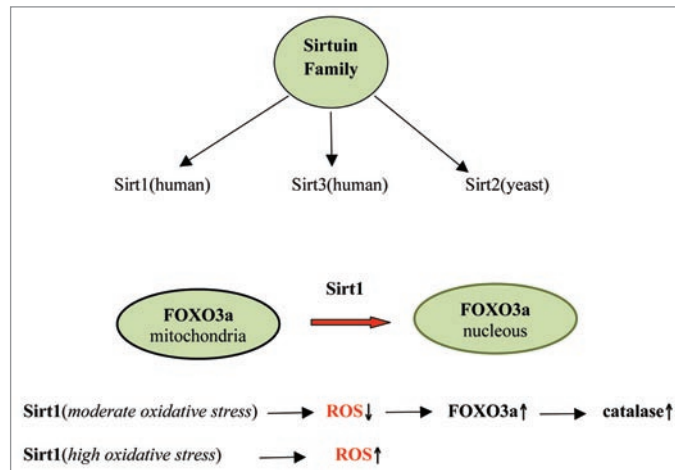 Sirtuin
Family
Sirt1(human) Sirt3(human) Sirt2(yeast)
Sirt1
FOXO3a
mitochondria
FOXO3a
nucleous
Sirt1(moderate oxidative stress) → ROS↓ → FOXO3a↑ → catalase↑
Sirt1(high oxidative stress) → ROS↑